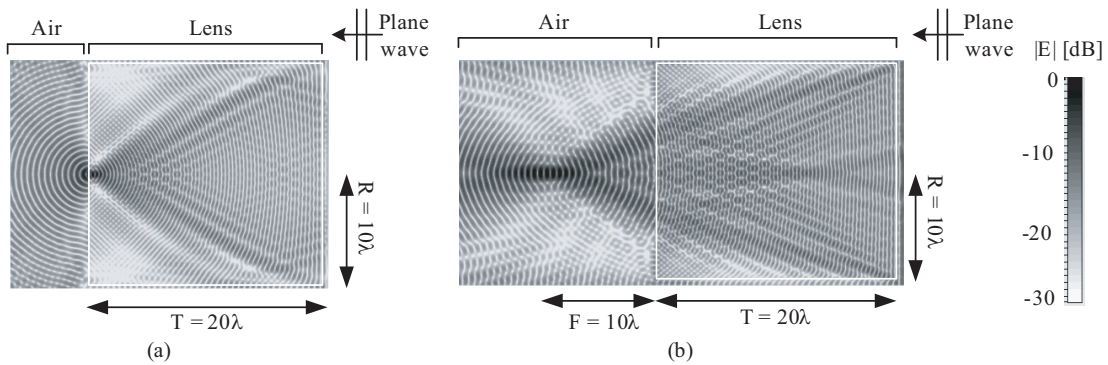 Air
Lens
Plane
wave
R = 10λ
T = 20λ
(a)
Air
Lens
Plane
wave
R = 10λ
F = 10λ
T = 20λ
(b)
|E| [dB]
0
-10
-20
-30